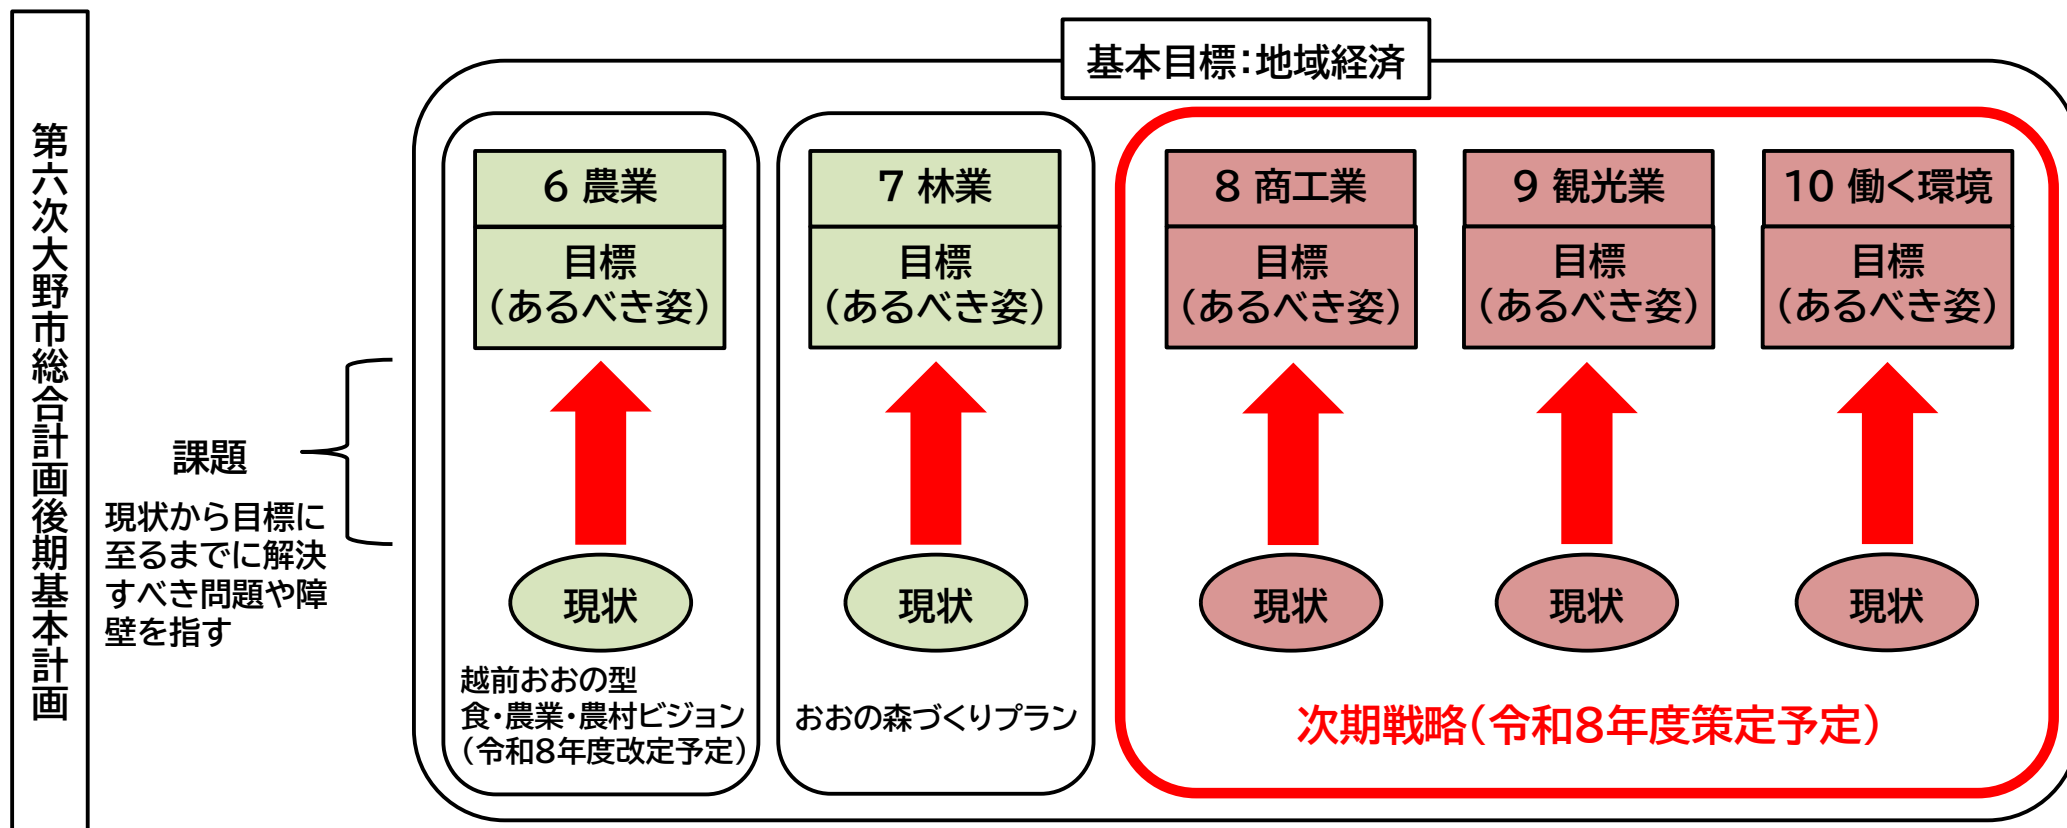 第六次大野市総合計画後期基本計画
基本目標：地域経済
6 農業
目標
（あるべき姿）
現状
越前おおの型
食・農業・農村ビジョン
（令和8年度改定予定）
7 林業
目標
（あるべき姿）
現状
おおの森づくりプラン
8 商工業
目標
（あるべき姿）
現状
9 観光業
目標
（あるべき姿）
現状
10 働く環境
目標
（あるべき姿）
現状
次期戦略（令和8年度策定予定）
課題
現状から目標に
至るまでに解決
すべき問題や障
壁を指す